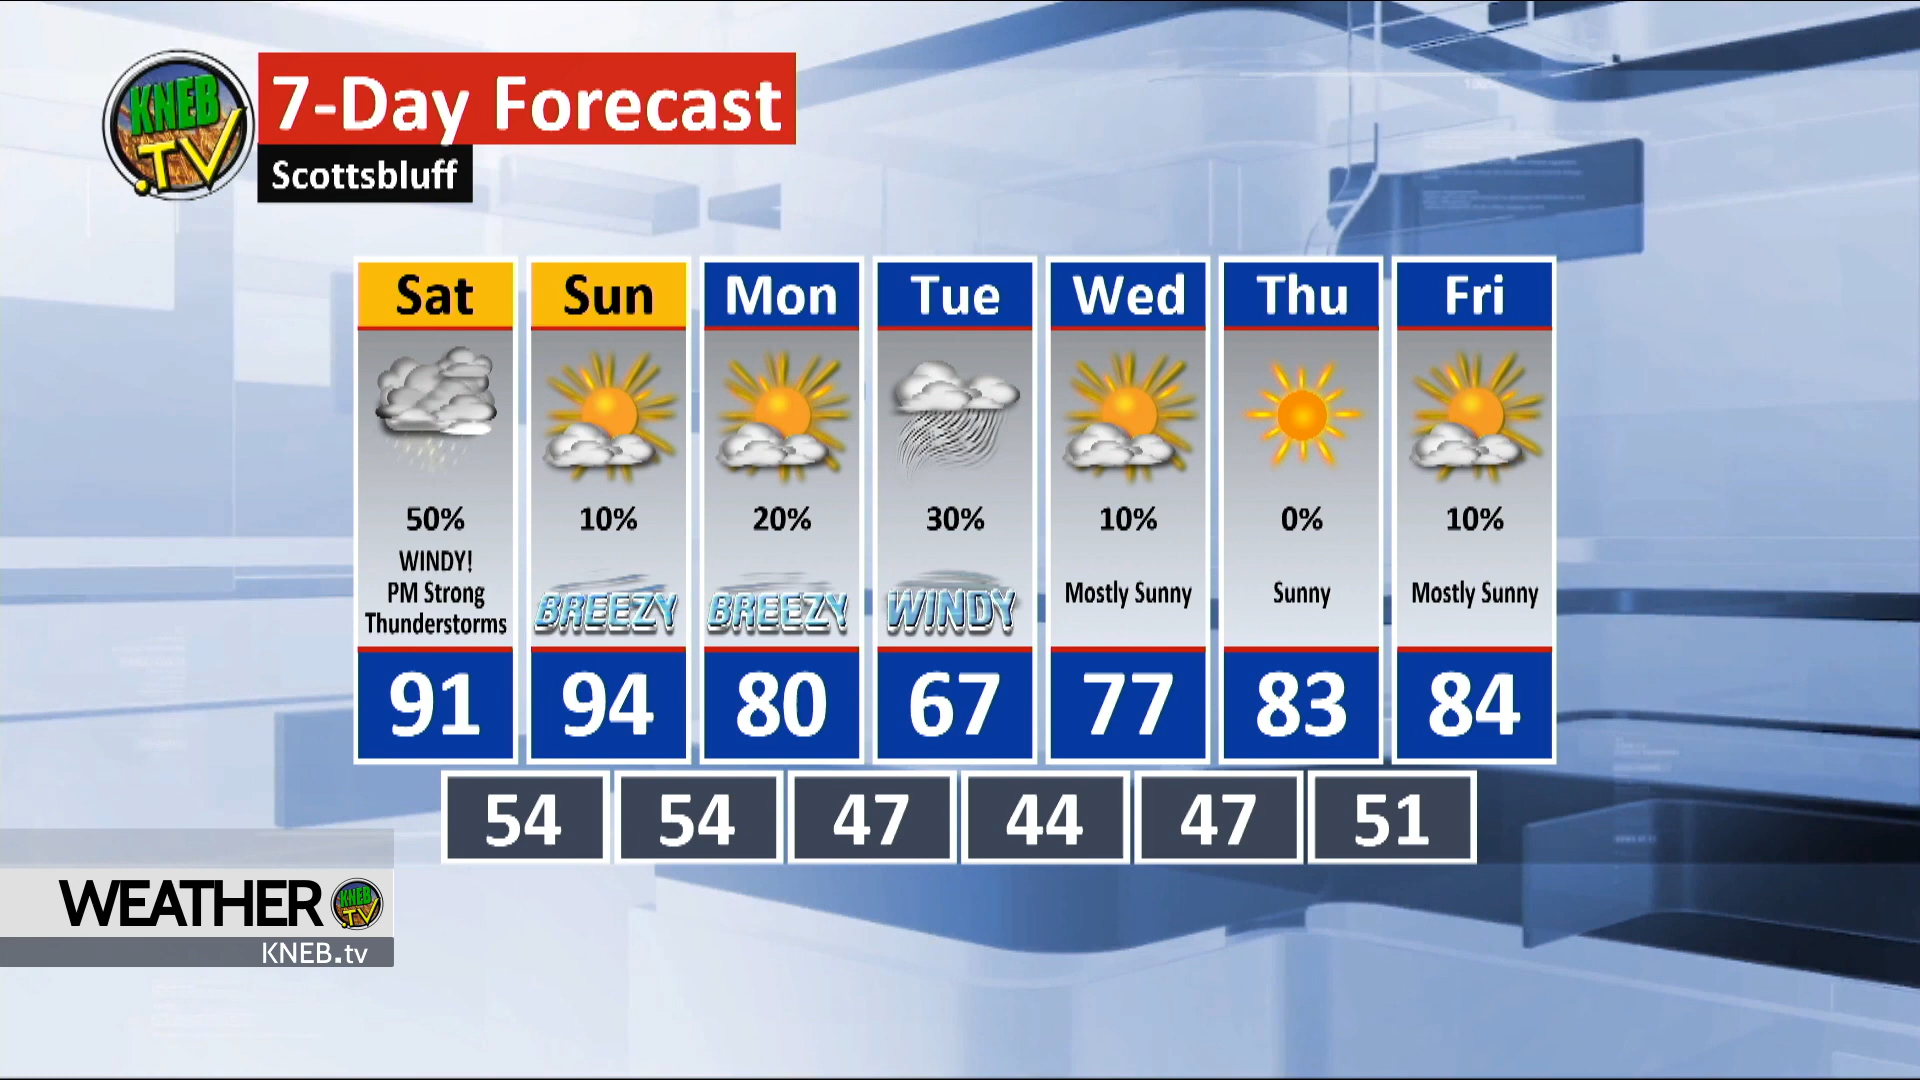 KNEB
.TV
7-Day Forecast
Scottsbluff
Sat Sun Mon Tue Wed Thu Fri
50% 10% 20% 30% 10% 0% 10%
WINDY!
PM Strong
Thunderstorms
BREEZY
BREEZY
WINDY
Mostly Sunny
Sunny
Mostly Sunny
91 94 80 67 77 83 84
54 54 47 44 47 51
WEATHER KNEB .TV
KNEB.tv